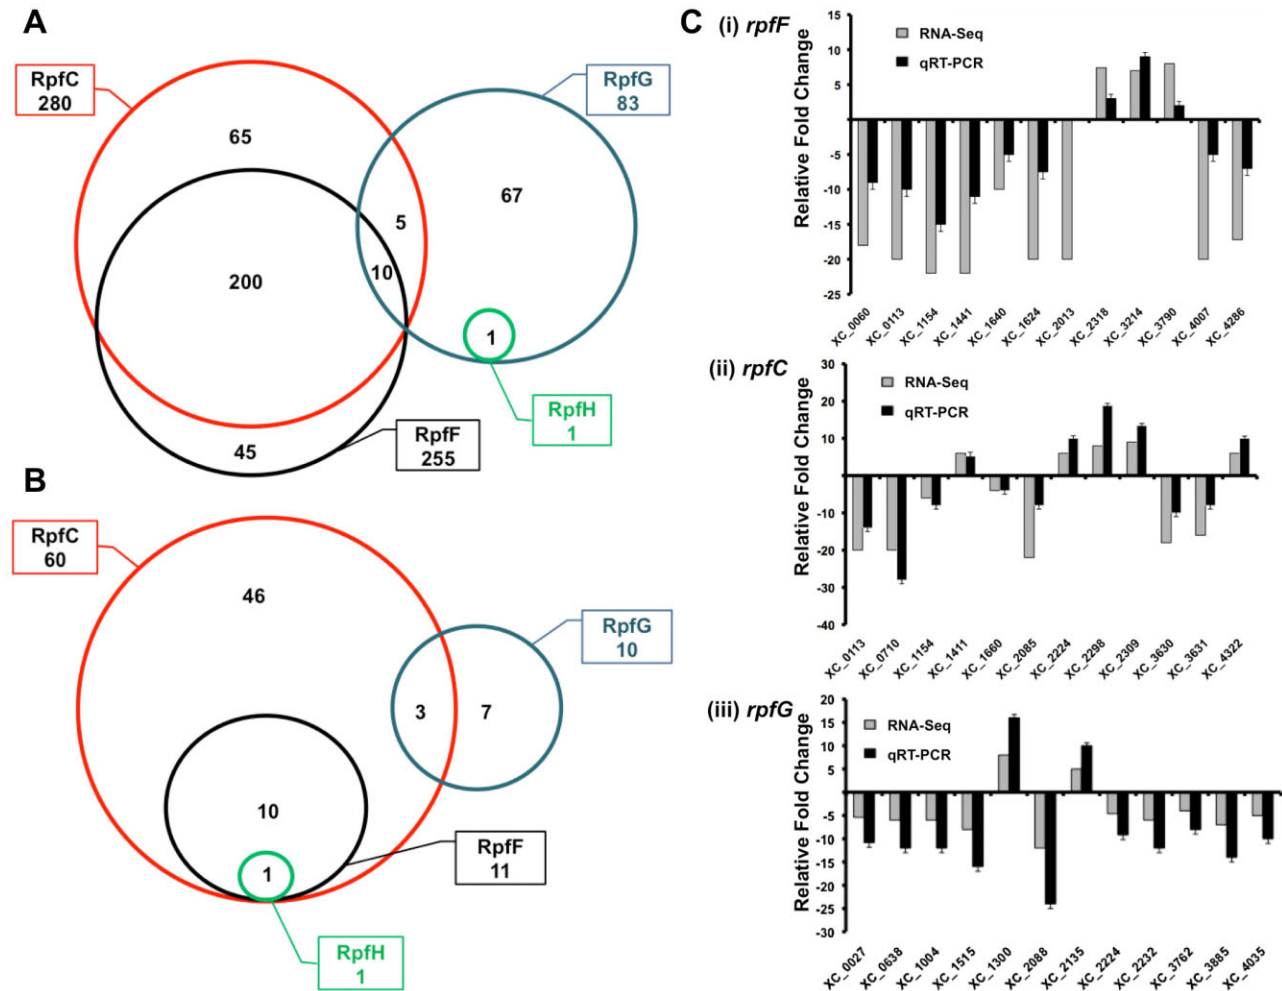 A
RpfC
280
RpfG
83
65
67
5
10
200
1
RpfH
1
45
RpfF
255
B
RpfC
60
46
RpfG
10
3
7
10
RpfF
11
1
RpfH
1
C (i) rpfF
RNA-Seq
qRT-PCR
Relative Fold Change
15
10
5
-5
-10
-15
-20
-25
XC_0060
XC_0113
XC_1154
XC_1441
XC_1640
XC_1624
XC_2013
XC_2318
XC_3214
XC_3790
XC_4007
XC_4286
(ii) rpfC
RNA-Seq
qRT-PCR
Relative Fold Change
30
20
10
-10
-20
-30
-40
XC_0113
XC_0710
XC_1154
XC_1411
XC_1660
XC_2085
XC_2224
XC_2298
XC_2309
XC_3630
XC_3631
XC_4322
(iii) rpfG
RNA-Seq
qRT-PCR
Relative Fold Change
20
15
10
5
-5
-10
-15
-20
-25
-30
XC_0027
XC_0638
XC_1004
XC_1515
XC_1300
XC_2088
XC_2135
XC_2224
XC_2232
XC_3762
XC_3885
XC_4035